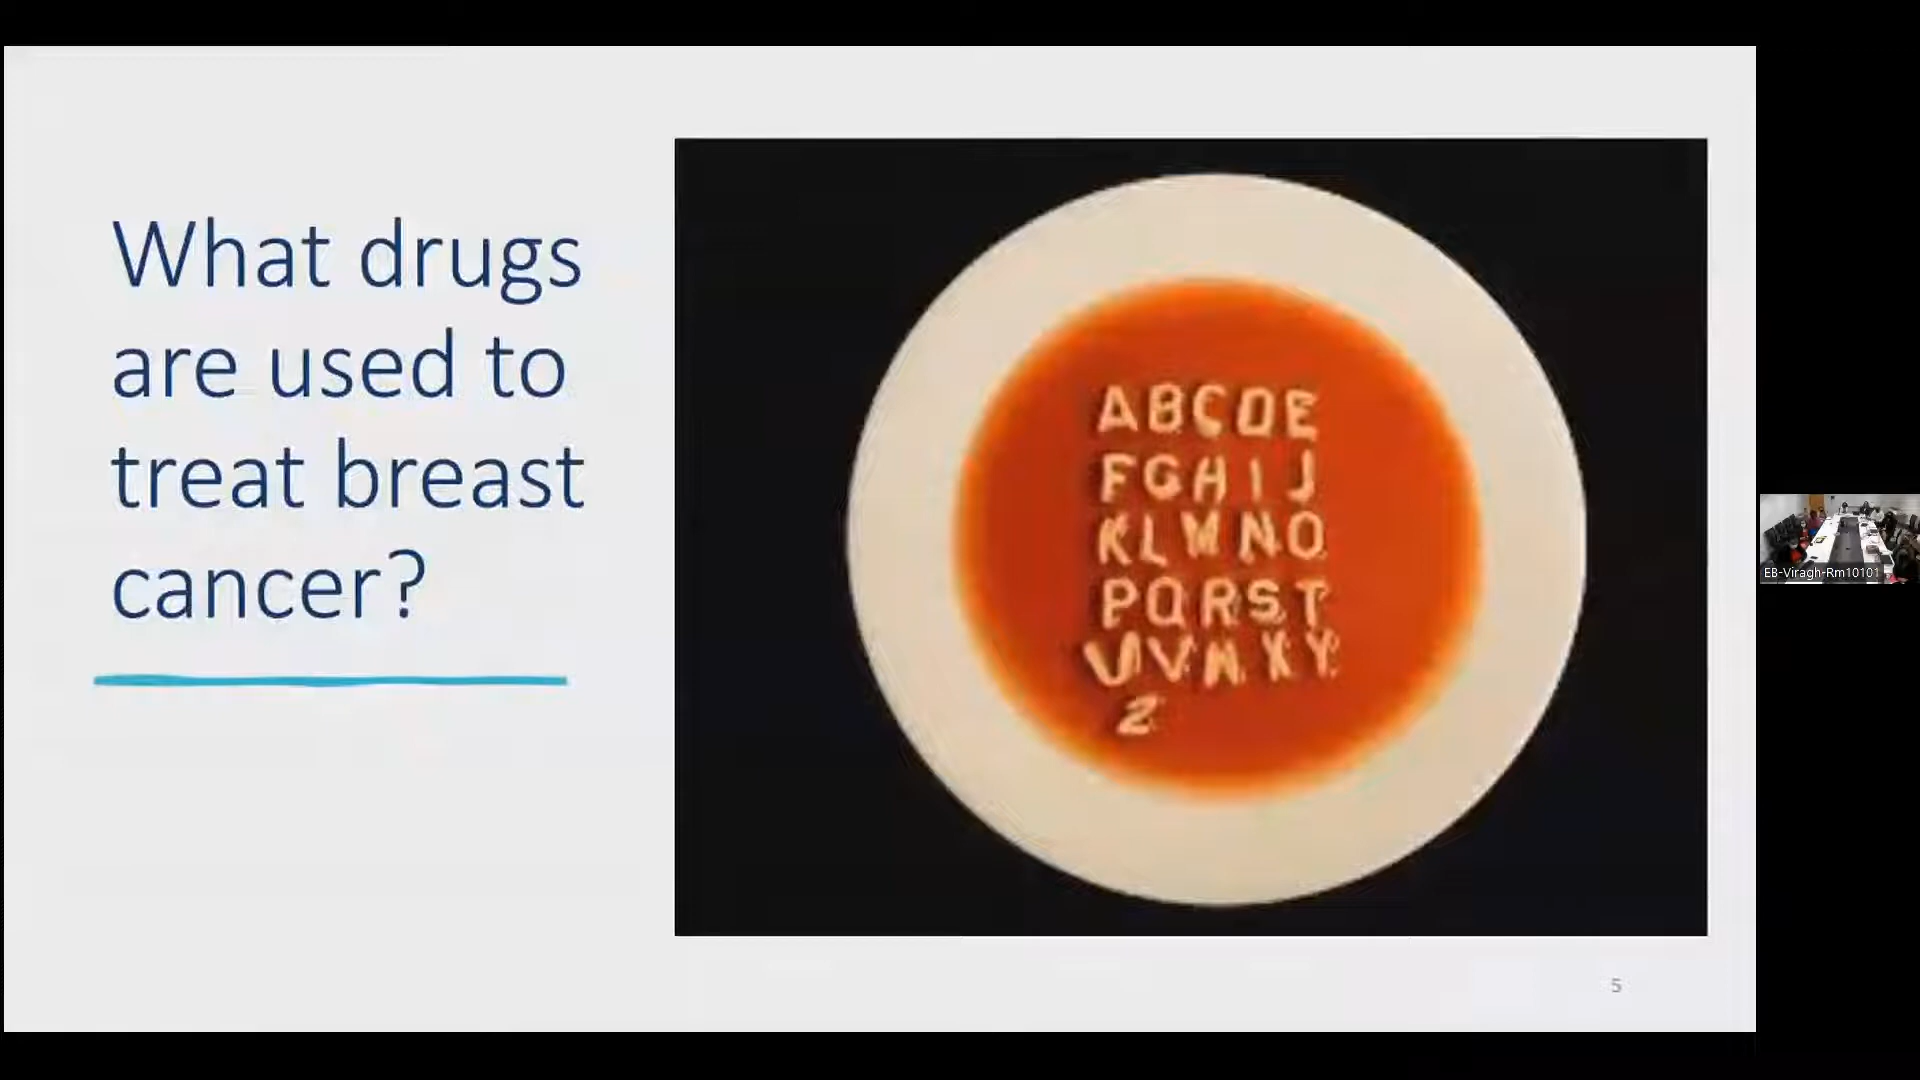 What drugs
are used to
treat breast
cancer?
ABCDE
FGHIJ
KLMNO
PQRST
UVWXY
Z
5
EB-Viragh-Rm10101